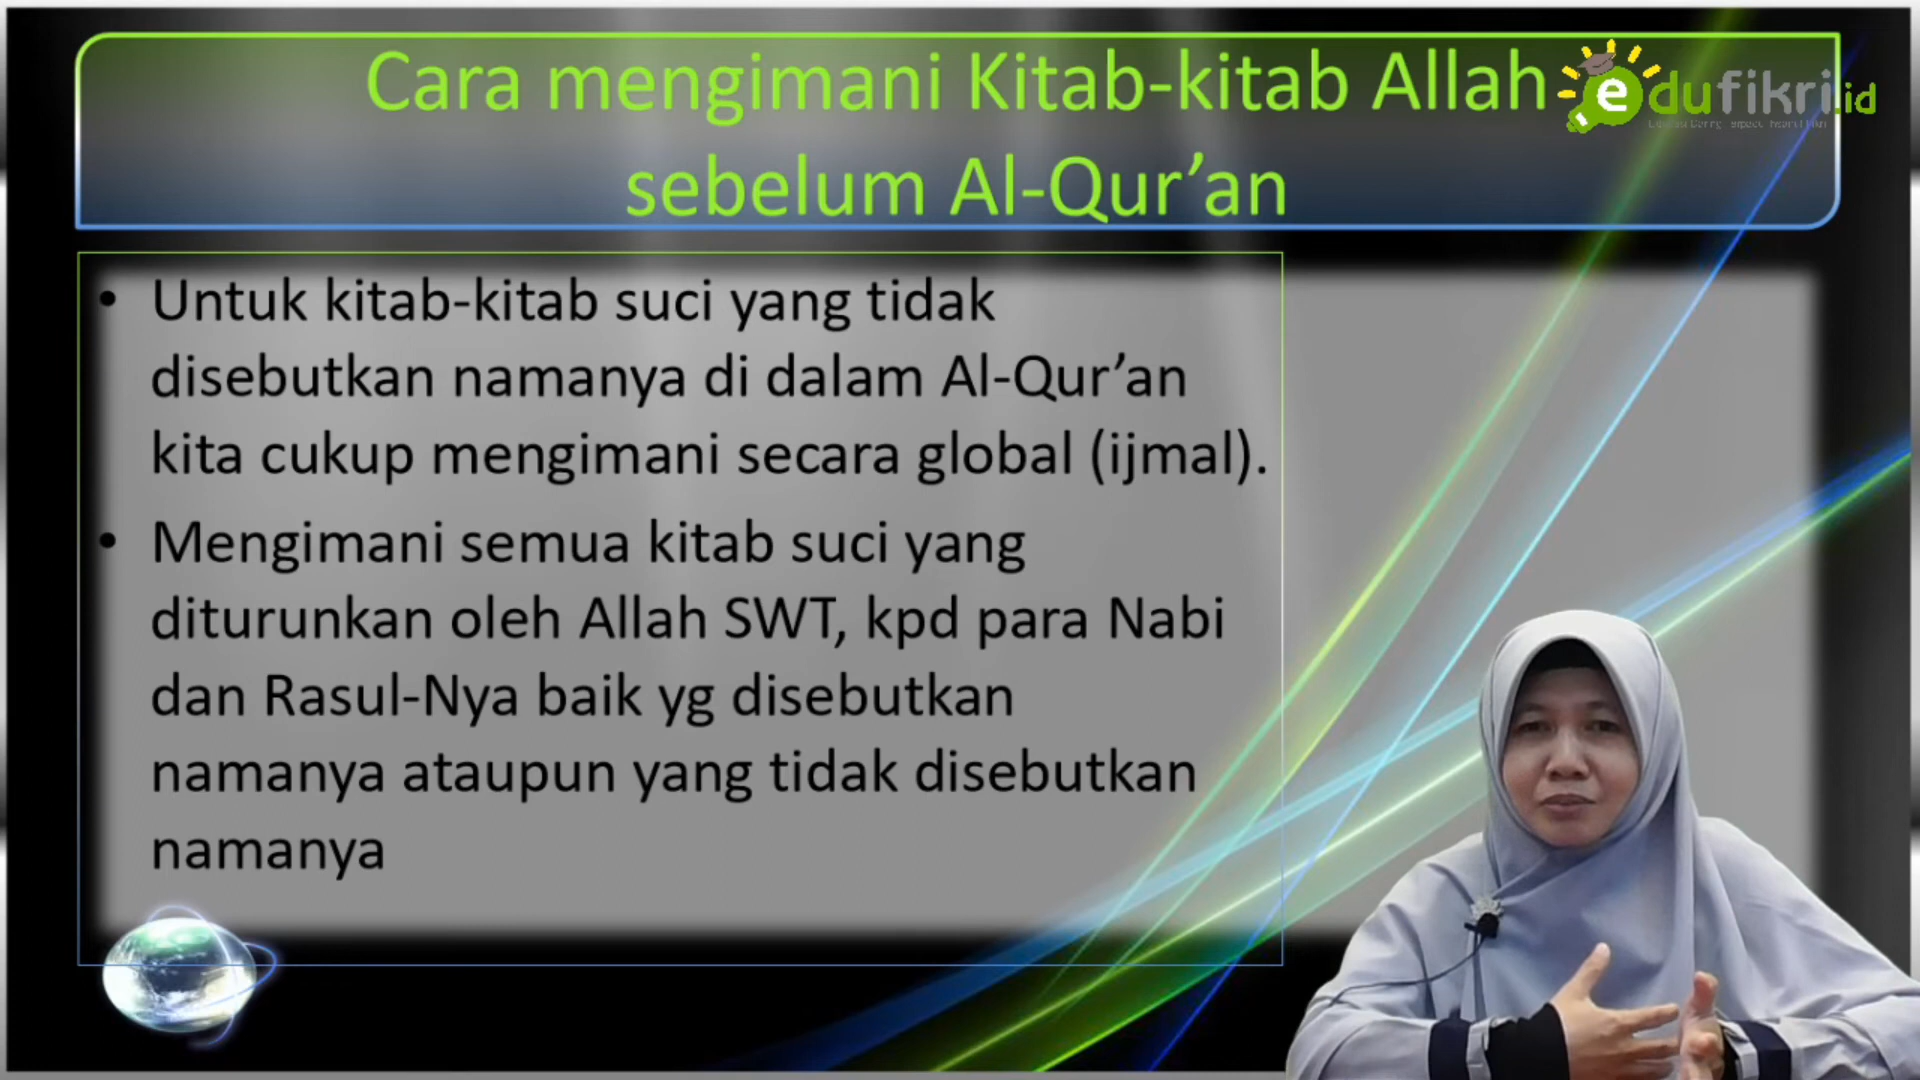 Cara mengimani Kitab-kitab Allah
sebelum Al-Qur’an
edufikri.id
• Untuk kitab-kitab suci yang tidak
disebutkan namanya di dalam Al-Qur’an
kita cukup mengimani secara global (ijmal).
• Mengimani semua kitab suci yang
diturunkan oleh Allah SWT, kpd para Nabi
dan Rasul-Nya baik yg disebutkan
namanya ataupun yang tidak disebutkan
namanya